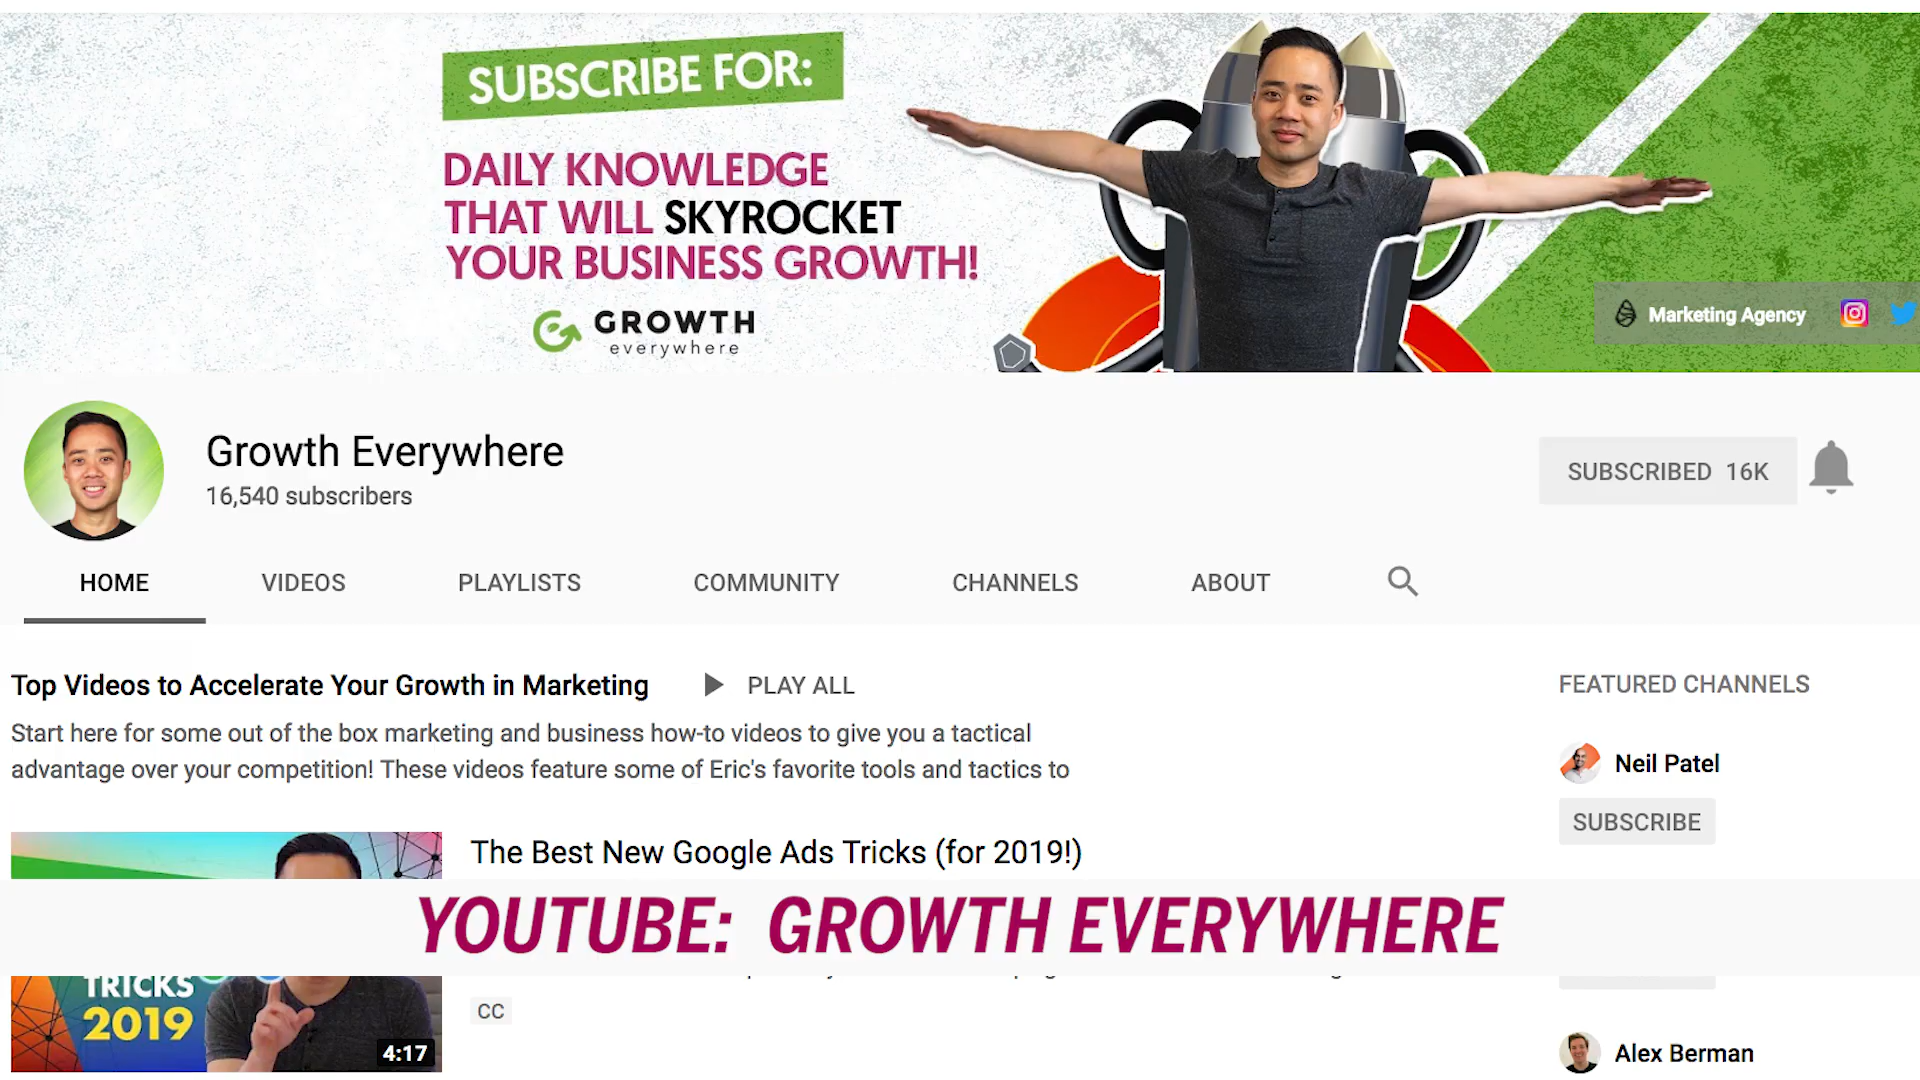 SUBSCRIBE FOR:
DAILY KNOWLEDGE
THAT WILL SKYROCKET
YOUR BUSINESS GROWTH!
GROWTH
everywhere
Marketing Agency
Growth Everywhere
16,540 subscribers
SUBSCRIBED 16K
HOME VIDEOS PLAYLISTS COMMUNITY CHANNELS ABOUT
Top Videos to Accelerate Your Growth in Marketing PLAY ALL
Start here for some out of the box marketing and business how-to videos to give you a tactical
advantage over your competition! These videos feature some of Eric's favorite tools and tactics to
FEATURED CHANNELS
Neil Patel
SUBSCRIBE
The Best New Google Ads Tricks (for 2019!)
YOUTUBE: GROWTH EVERYWHERE
TRICKS
2019
4:17
CC
Alex Berman